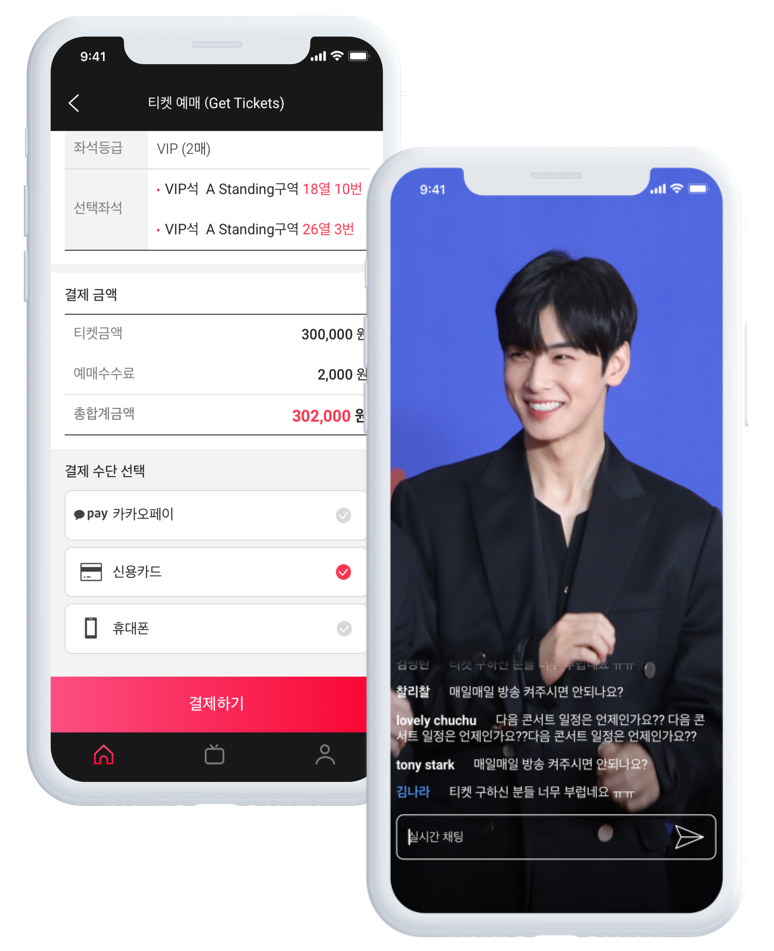 9:41
티켓 예매 (Get Tickets)
좌석등급 VIP (2매)
선택좌석
• VIP석 A Standing구역 18열 10번
• VIP석 A Standing구역 26열 3번
결제 금액
티켓금액 300,000 원
예매수수료 2,000 원
총합계금액 302,000 원
결제 수단 선택
pay 카카오페이
신용카드
휴대폰
결제하기
9:41
티켓 구하신 분들 너무 부럽네요 ㅠㅠ
찰리찰 매일매일 방송 켜주시면 안되나요?
lovely chuchu 다음 콘서트 일정은 언제인가요?? 다음 콘
서트 일정은 언제인가요??다음 콘서트 일정은 언제인가요??
tony stark 매일매일 방송 켜주시면 안되나요?
김나라 티켓 구하신 분들 너무 부럽네요 ㅠㅠ
실시간 채팅